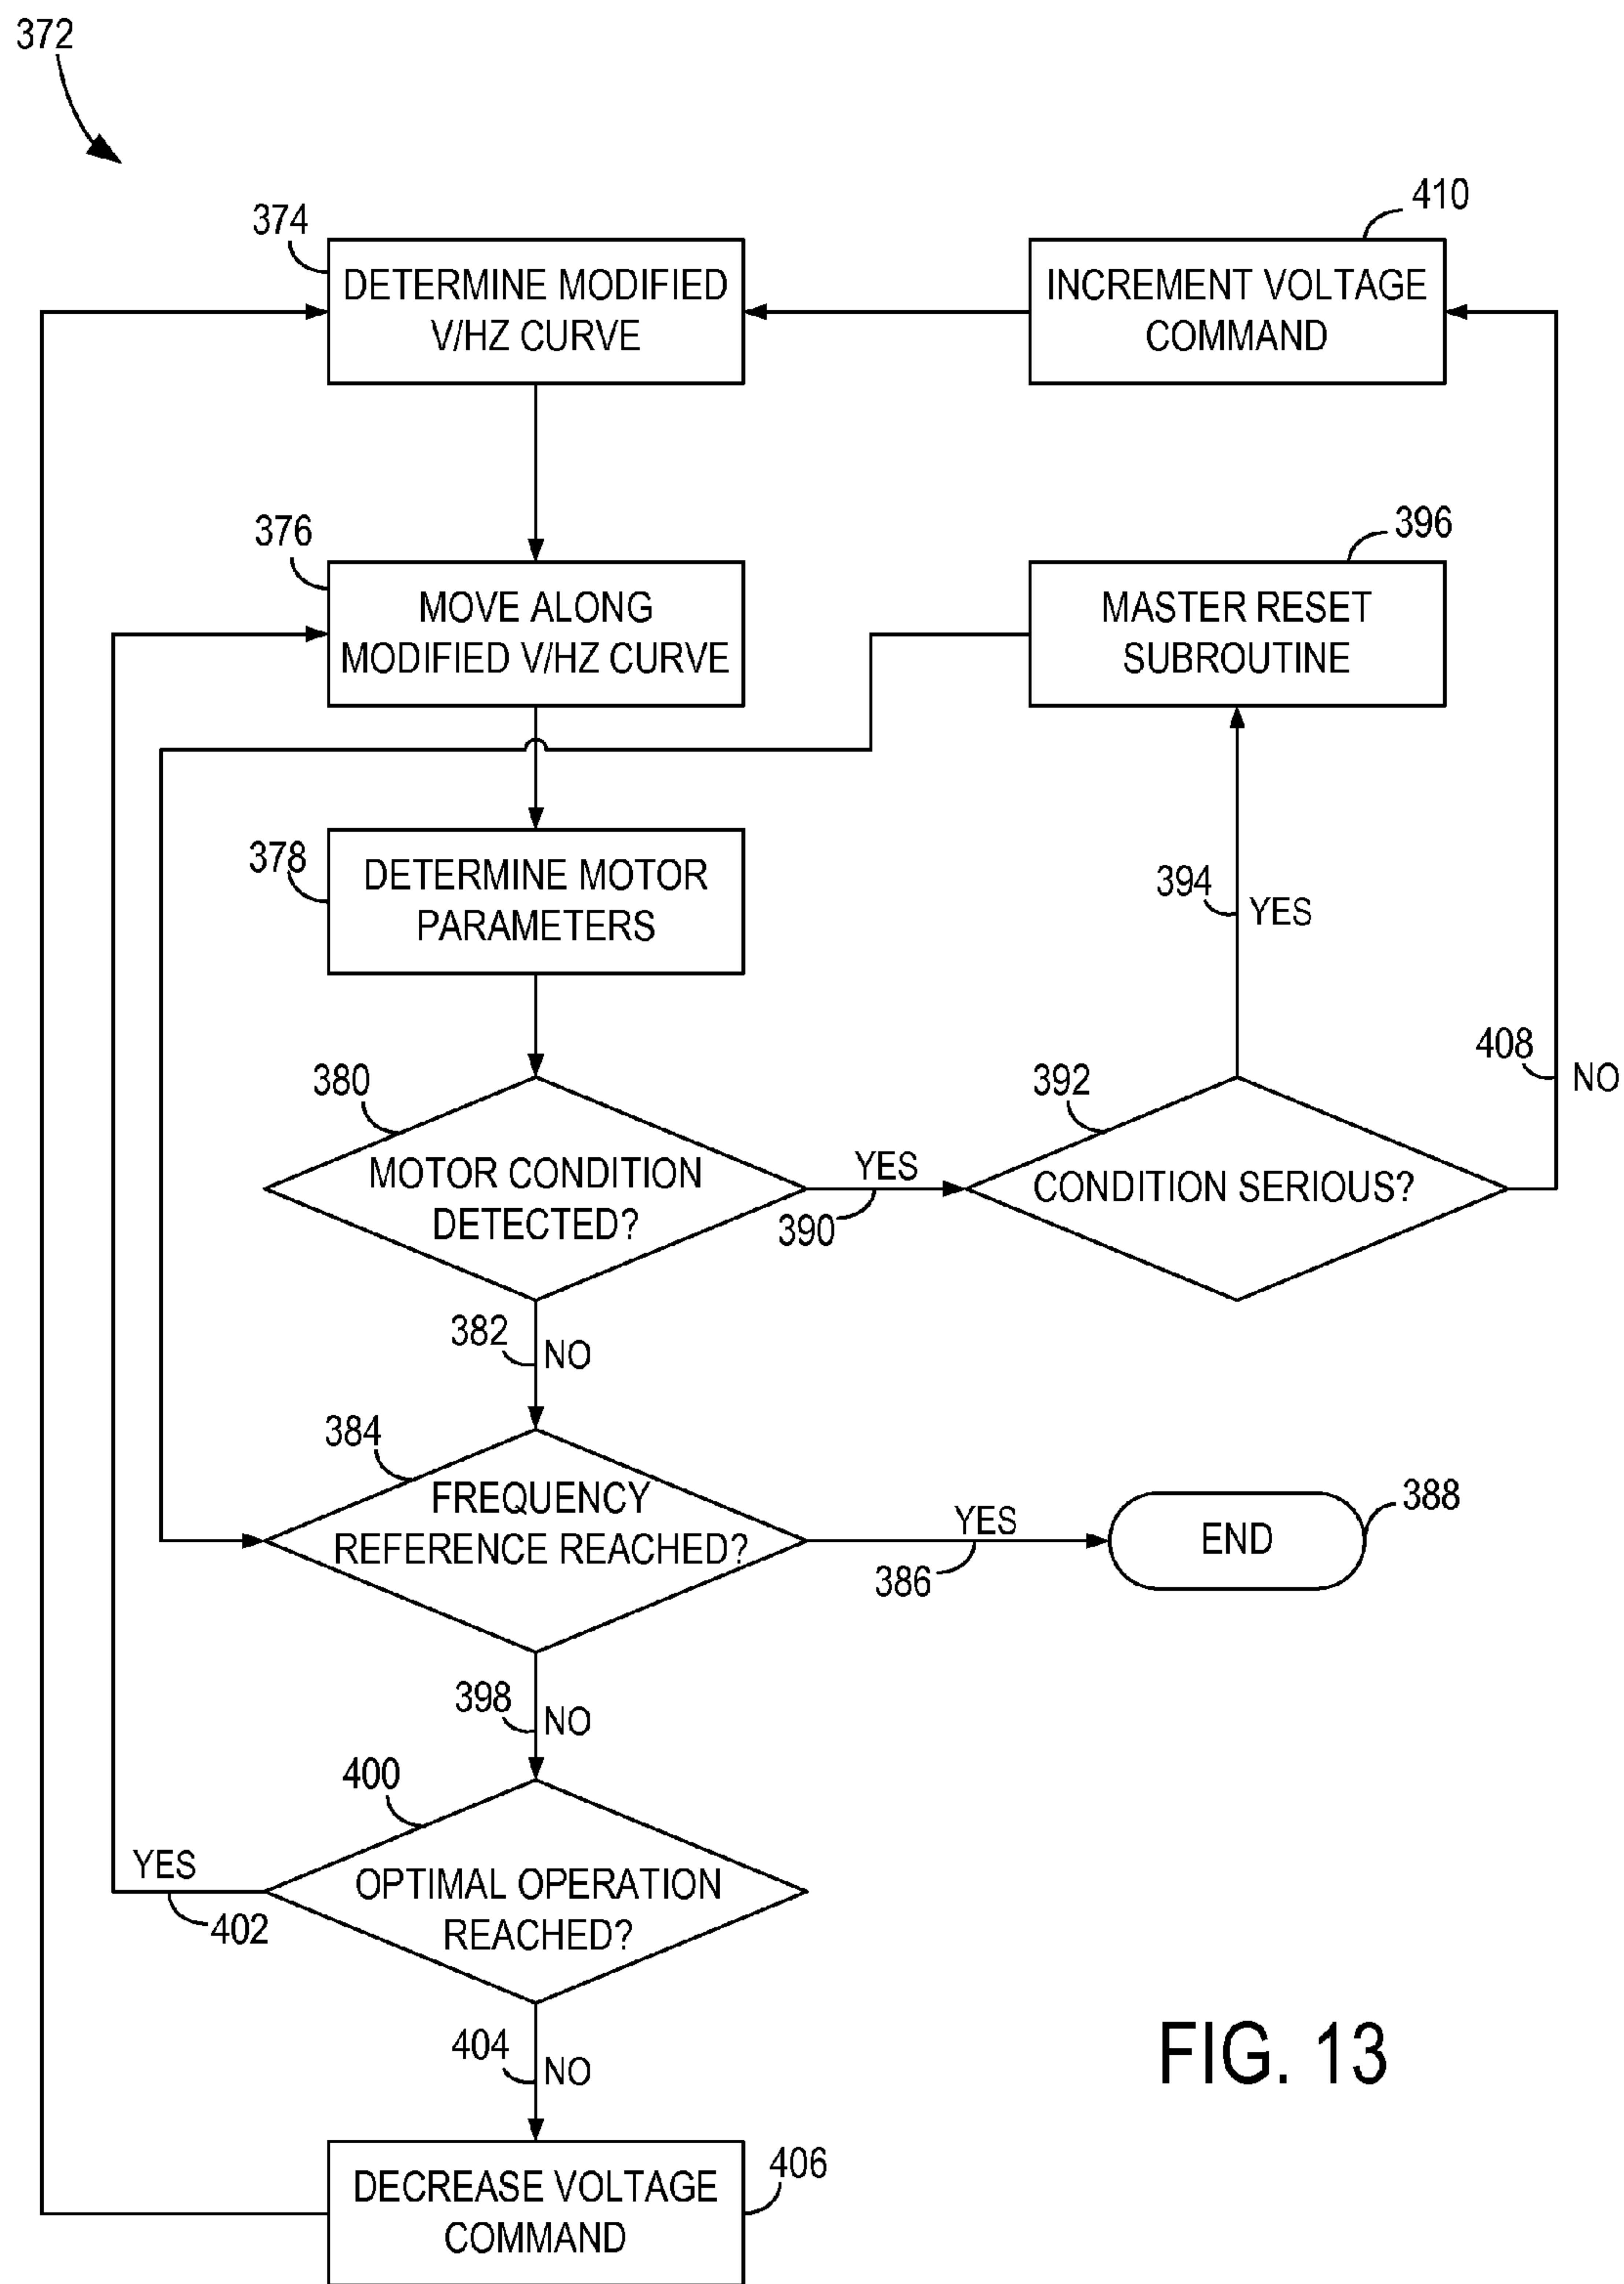 372
374
DETERMINE MODIFIED
V/HZ CURVE
410
INCREMENT VOLTAGE
COMMAND
376
MOVE ALONG
MODIFIED V/HZ CURVE
396
MASTER RESET
SUBROUTINE
378
DETERMINE MOTOR
PARAMETERS
394
YES
408
NO
380
MOTOR CONDITION
DETECTED?
YES
390
392
CONDITION SERIOUS?
382
NO
384
FREQUENCY
REFERENCE REACHED?
YES
386
END
388
398
NO
400
OPTIMAL OPERATION
REACHED?
YES
402
404
NO
406
DECREASE VOLTAGE
COMMAND
FIG. 13